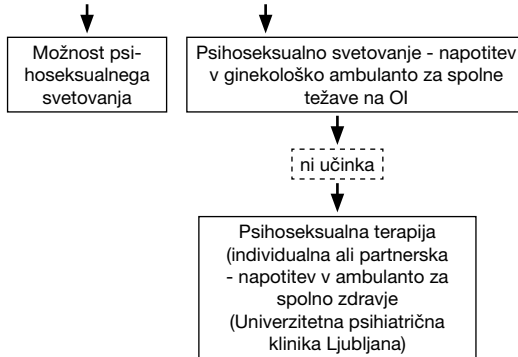 Možnost psi-
hoseksualnega
svetovanja
Psihoseksualno svetovanje - napotitev
v ginekološko ambulanto za spolne
težave na OI
ni učinka
Psihoseksualna terapija
(individualna ali partnerska
- napotitev v ambulanto za
spolno zdravje
(Univerzitetna psihiatrična
klinika Ljubljana)